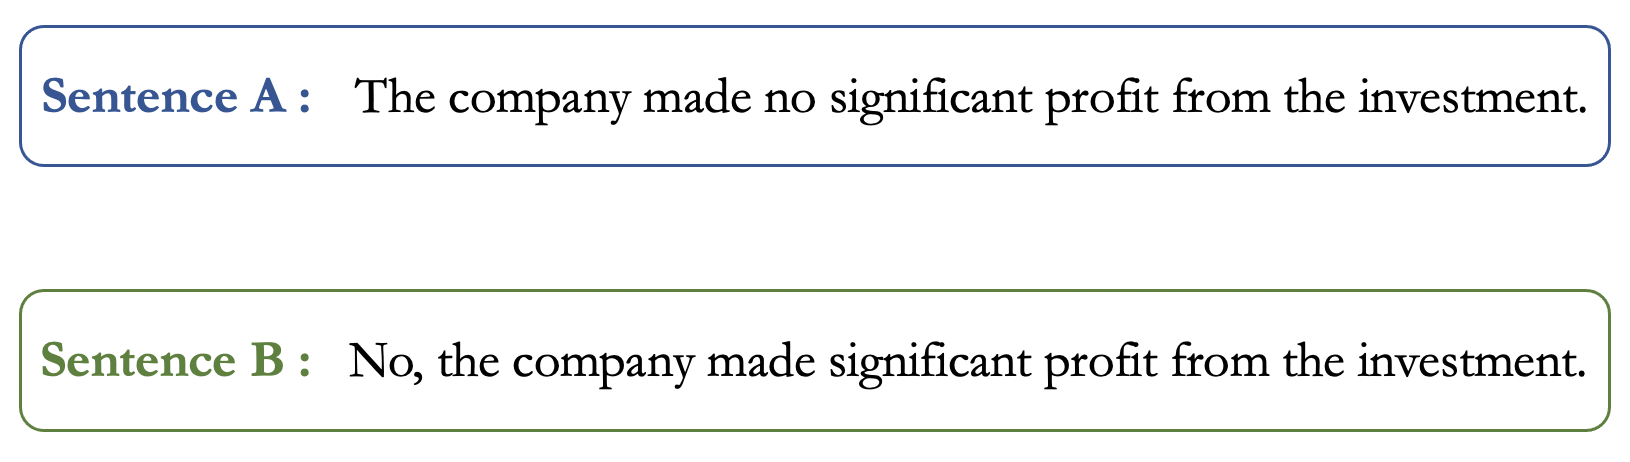 Sentence A : The company made no significant profit from the investment.
Sentence B : No, the company made significant profit from the investment.